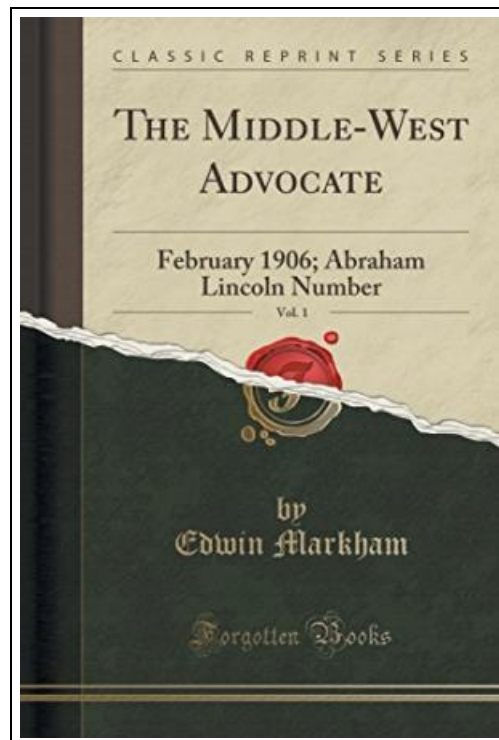 CLASSIC REPRINT SERIES
THE MIDDLE-WEST
ADVOCATE
February 1906; Abraham
Lincoln Number
Vol. 1
by
Edwin Markham
Forgotten Books